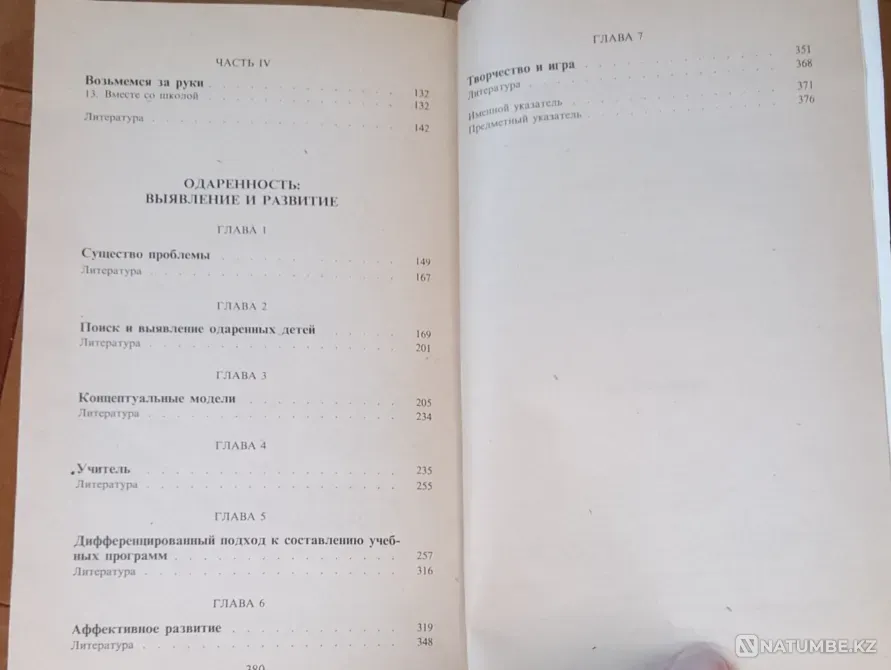 ЧАСТЬ IV
Возьмемся за руки . . . . . . . . . . . . . 132
13. Вместе со школой . . . . . . . . . . . . . 132
Литература . . . . . . . . . . . . . 142
ОДАРЕННОСТЬ:
ВЫЯВЛЕНИЕ И РАЗВИТИЕ
ГЛАВА 1
Существо проблемы . . . . . . . . . . . 149
Литература . . . . . . . . . . . . . 167
ГЛАВА 2
Поиск и выявление одаренных детей . . . . . 169
Литература . . . . . . . . . . . . . 201
ГЛАВА 3
Концептуальные модели . . . . . . . . . . 205
Литература . . . . . . . . . . . . . 234
ГЛАВА 4
Учитель . . . . . . . . . . . . . 235
Литература . . . . . . . . . . . . . 255
ГЛАВА 5
Дифференцированный подход к составлению учеб-
ных программ . . . . . . . . . . . . . 257
Литература . . . . . . . . . . . . . 316
ГЛАВА 6
Аффективное развитие . . . . . . . . . . 319
Литература . . . . . . . . . . . . . 348
380
ГЛАВА 7
Творчество и игра . . . . . . . . . . . 351
Литература . . . . . . . . . . . . . 368
Именной указатель . . . . . . . . . . . 371
Предметный указатель . . . . . . . . . . 376
NATUMBE.KZ